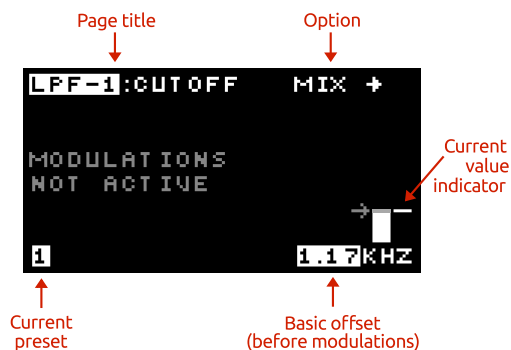 Page title
Option
LPF-1:CUTOFF MIX →
MODULATIONS
NOT ACTIVE
Current
value
indicator
1
1.17KHZ
Current
preset
Basic offset
(before modulations)